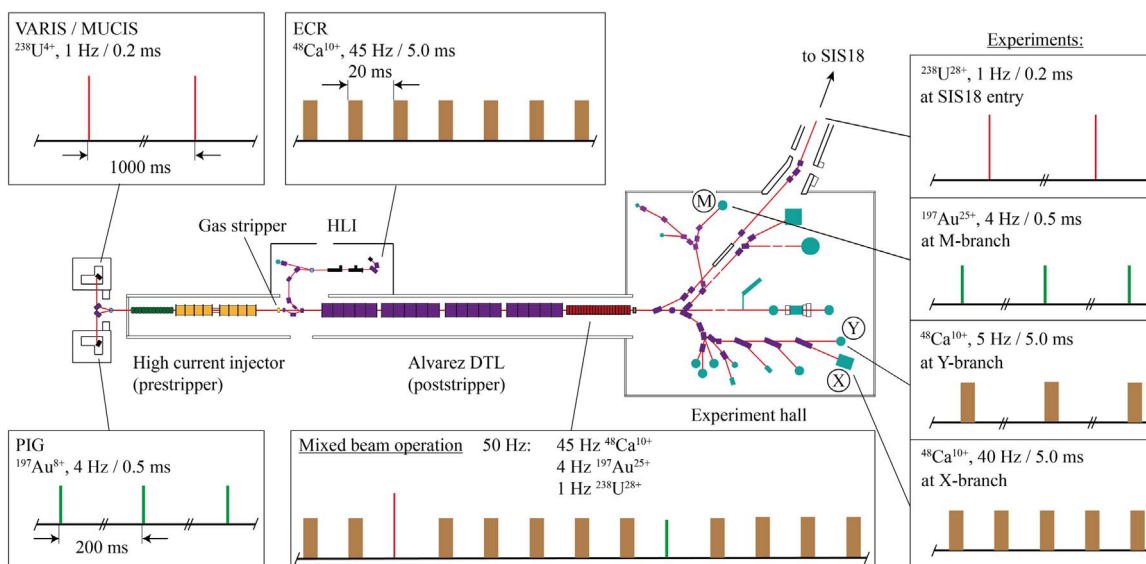 VARIS / MUCIS
²³⁸U⁴⁺, 1 Hz / 0.2 ms
1000 ms
ECR
⁴⁸Ca¹⁰⁺, 45 Hz / 5.0 ms
20 ms
to SIS18
Experiments:
²³⁸U²⁸⁺, 1 Hz / 0.2 ms
at SIS18 entry
¹⁹⁷Au²⁵⁺, 4 Hz / 0.5 ms
at M-branch
⁴⁸Ca¹⁰⁺, 5 Hz / 5.0 ms
at Y-branch
⁴⁸Ca¹⁰⁺, 40 Hz / 5.0 ms
at X-branch
Gas stripper
HLI
M
Y
X
High current injector
(prestripper)
Alvarez DTL
(poststripper)
Experiment hall
PIG
¹⁹⁷Au⁸⁺, 4 Hz / 0.5 ms
200 ms
Mixed beam operation 50 Hz: 45 Hz ⁴⁸Ca¹⁰⁺
4 Hz ¹⁹⁷Au²⁵⁺
1 Hz ²³⁸U²⁸⁺